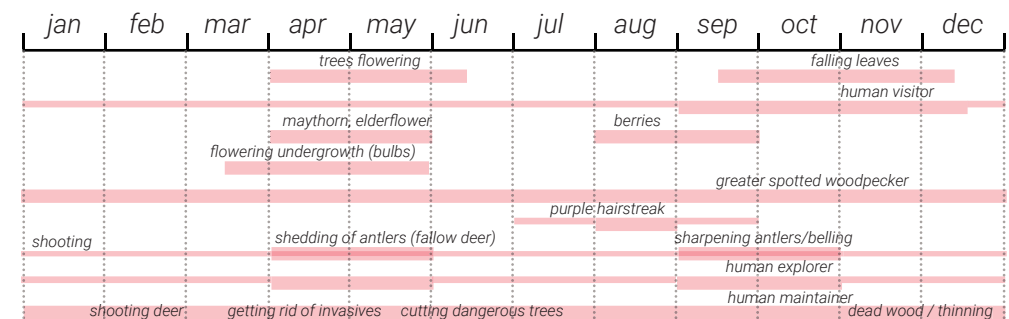 jan feb mar apr may jun jul aug sep oct nov dec
trees flowering falling leaves
human visitor
maythorn, elderflower berries
flowering undergrowth (bulbs)
greater spotted woodpecker
purple hairstreak
shooting shedding of antlers (fallow deer) sharpening antlers/belling
human explorer
human maintainer
shooting deer getting rid of invasives cutting dangerous trees dead wood / thinning